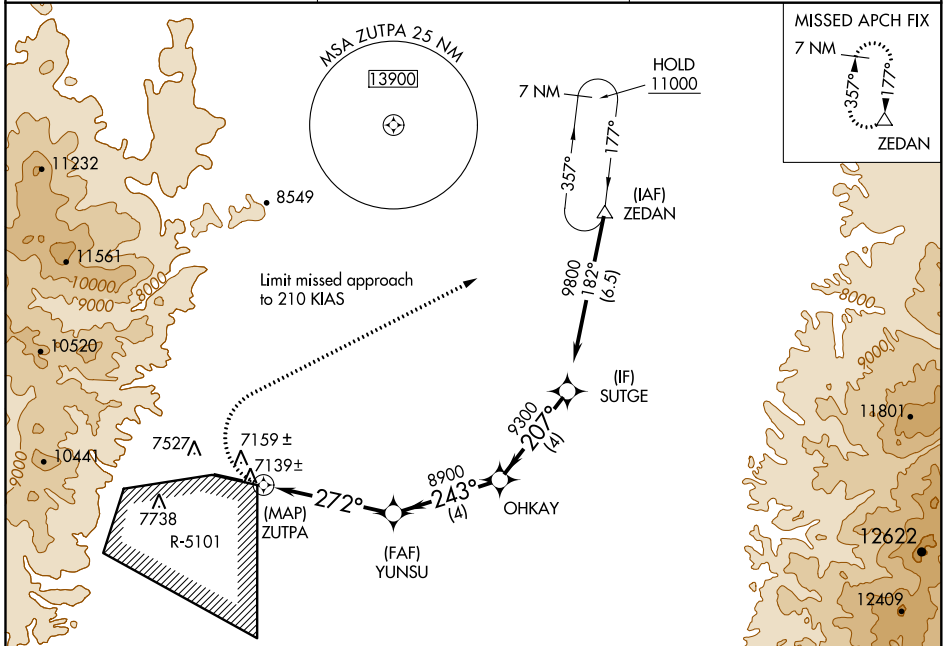 MSA ZUTPA 25 NM
13900
MISSED APCH FIX
7 NM
357°
177°
ZEDAN
HOLD
11000
7 NM
357°
177°
(IAF)
ZEDAN
11232
8549
11561
10000
9000
8000
Limit missed approach
to 210 KIAS
9800
182°
(6.5)
8000
9000
10520
(IF)
SUTGE
9300
207°
(4)
11801
7527
7159 ±
7139±
10441
9000
7738
R-5101
(MAP)
ZUTPA
272°
8900
243°
(4)
OHKAY
(FAF)
YUNSU
12622
12409